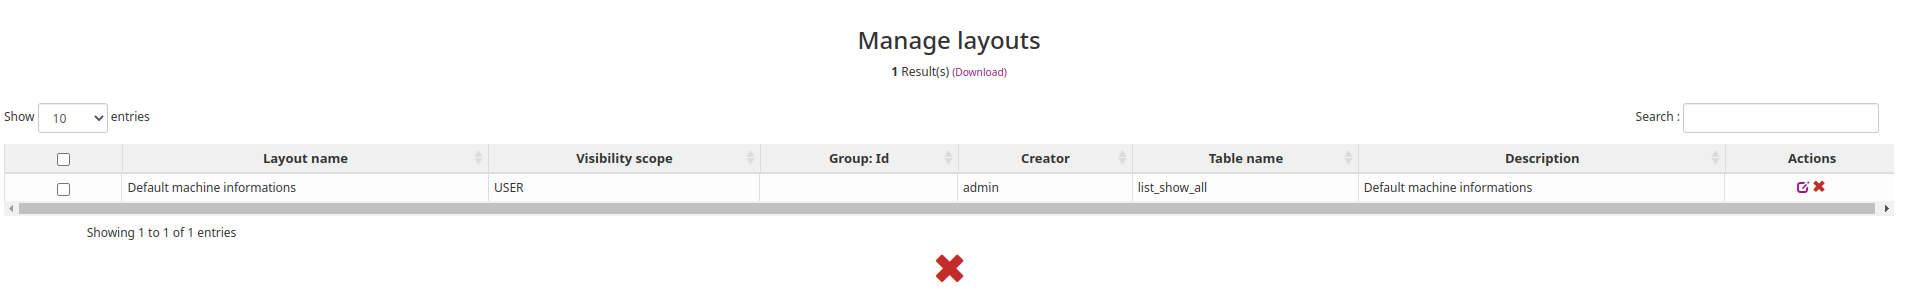 Manage layouts
1 Result(s) (Download)
Show 10 entries Search :
Layout name Visibility scope Group: Id Creator Table name Description Actions
Default machine informations USER admin list_show_all Default machine informations
Showing 1 to 1 of 1 entries